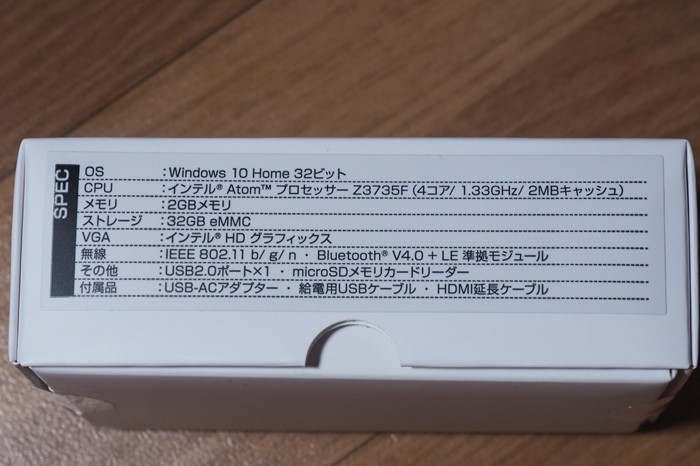 SPEC
OS :Windows 10 Home 32ビット
CPU :インテル® Atom™ プロセッサー Z3735F (4コア/ 1.33GHz/ 2MBキャッシュ)
メモリ :2GBメモリ
ストレージ :32GB eMMC
VGA :インテル® HD グラフィックス
無線 :IEEE 802.11 b/ g/ n ・ Bluetooth® V4.0 + LE 準拠モジュール
その他 :USB2.0ポート×1 ・ microSDメモリカードリーダー
付属品 :USB-ACアダプター ・ 給電用USBケーブル ・ HDMI延長ケーブル